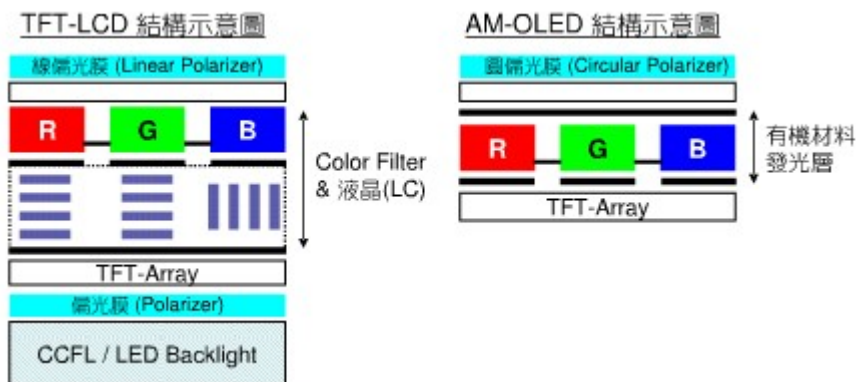 TFT-LCD 結構示意圖
線偏光膜 (Linear Polarizer)
R G B
Color Filter
& 液晶(LC)
TFT-Array
偏光膜 (Polarizer)
CCFL / LED Backlight
AM-OLED 結構示意圖
圓偏光膜 (Circular Polarizer)
R G B
有機材料
發光層
TFT-Array